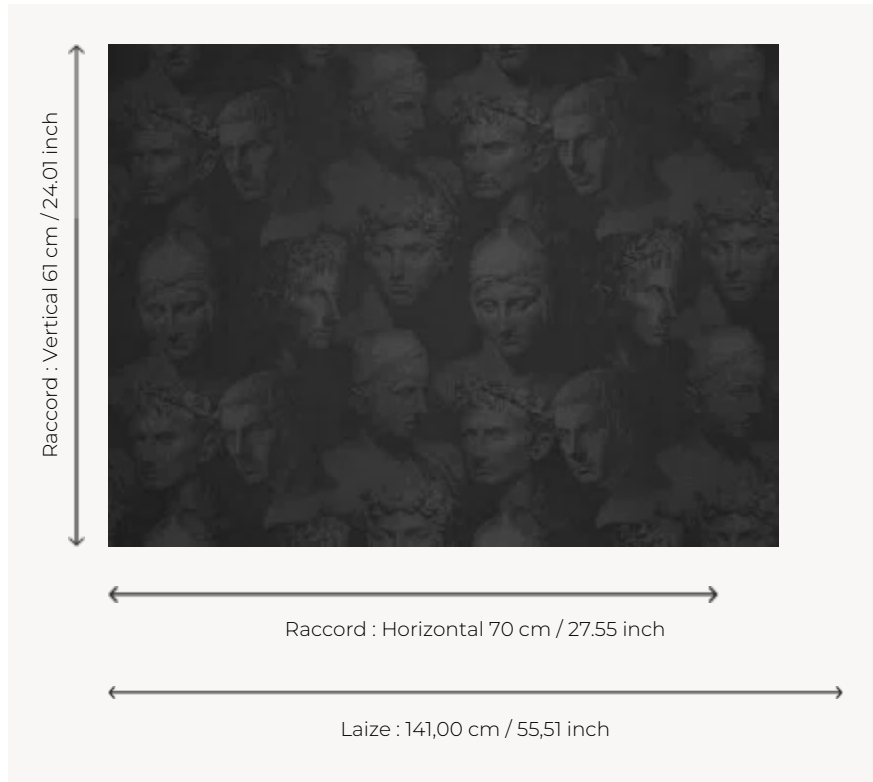 Raccord : Vertical 61 cm / 24.01 inch
Raccord : Horizontal 70 cm / 27.55 inch
Laize : 141,00 cm / 55,51 inch